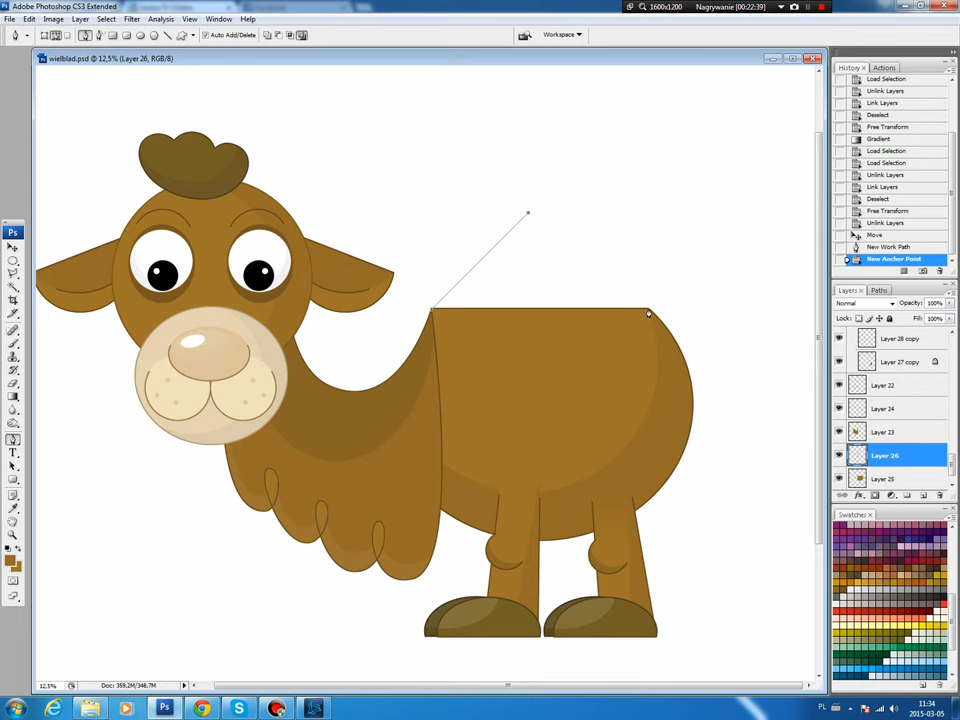 Adobe Photoshop CS3 Extended
1600x1200
Nagrywanie [00:22:39]
File Edit Image Layer Select Filter Analysis View Window Help
Auto Add/Delete
Workspace
wielblad.psd @ 12,5% (Layer 26, RGB/8)
History Actions
Load Selection
Unlink Layers
Link Layers
Deselect
Free Transform
Gradient
Load Selection
Load Selection
Unlink Layers
Link Layers
Deselect
Free Transform
Unlink Layers
Move
New Work Path
New Anchor Point
Ps
Layers Paths
Normal
Opacity: 100%
Lock:
Fill: 100%
Layer 28 copy
Layer 27 copy
Layer 22
Layer 24
Layer 23
Layer 26
Layer 25
Swatches
12,5%
Doc: 359,2M/348,7M
PL
11:34
2015-03-05